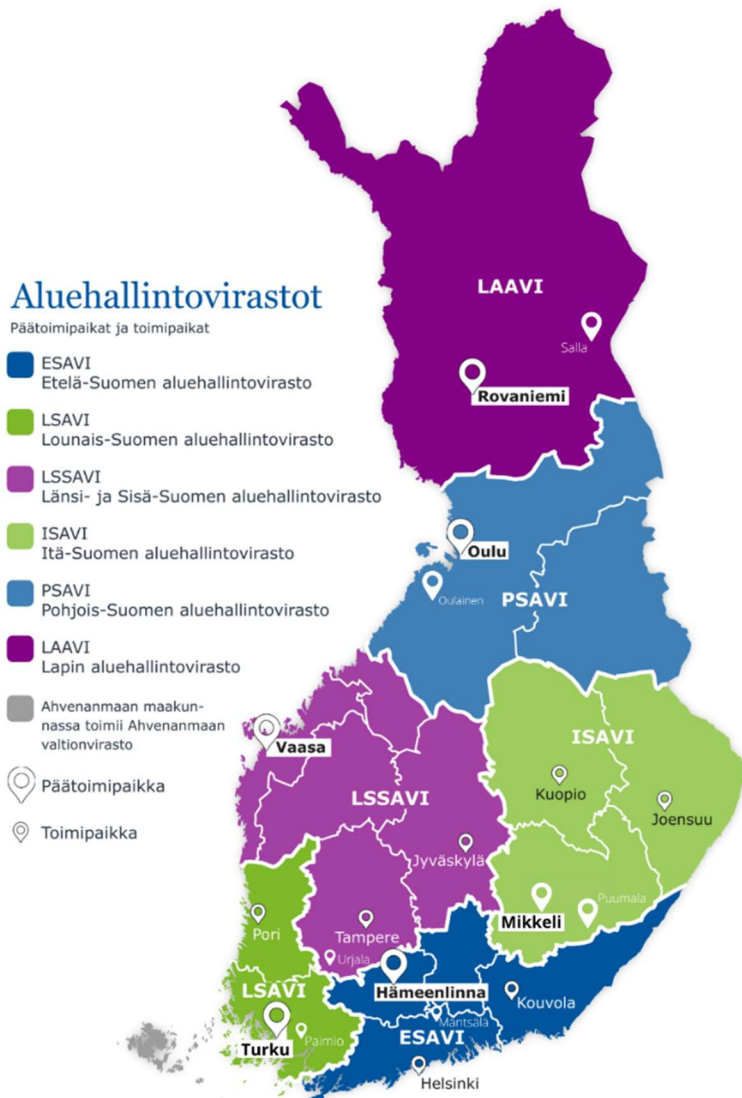 Aluehallintovirastot
Päätoimipaikat ja toimipaikat
ESAVI
Etelä-Suomen aluehallintovirasto
LSAVI
Lounais-Suomen aluehallintovirasto
LSSAVI
Länsi- ja Sisä-Suomen aluehallintovirasto
ISAVI
Itä-Suomen aluehallintovirasto
PSAVI
Pohjois-Suomen aluehallintovirasto
LAAVI
Lapin aluehallintovirasto
Ahvenanmaan maakun-
nassa toimii Ahvenanmaan
valtionvirasto
Päätoimipaikka
Toimipaikka
LAAVI
Salla
Rovaniemi
Oulu
Oulainen
PSAVI
Vaasa
ISAVI
Kuopio
Joensuu
LSSAVI
Jyväskylä
Mikkeli
Puumala
Pori
Tampere
Urjala
LSAVI
Hämeenlinna
Kouvola
Mäntsälä
Turku
Paimio
ESAVI
Helsinki